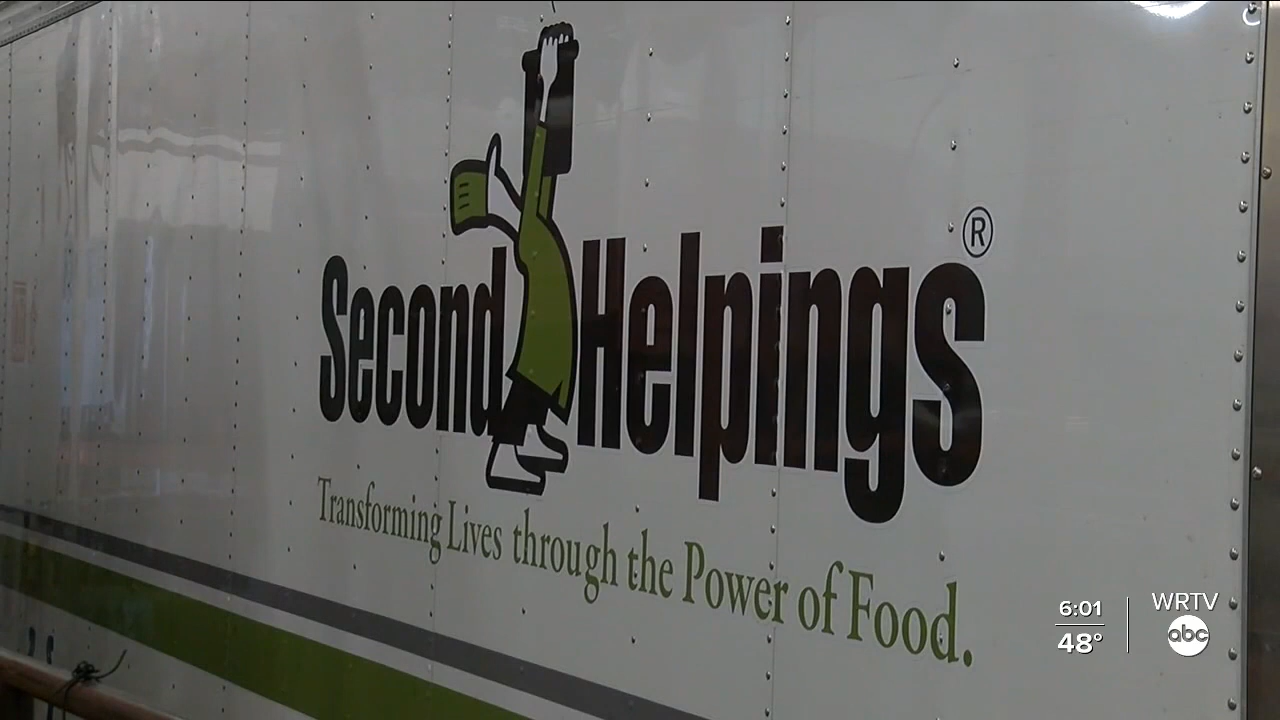 Second Helpings®
Transforming Lives through the Power of Food.
6:01
48°
WRTV
abc